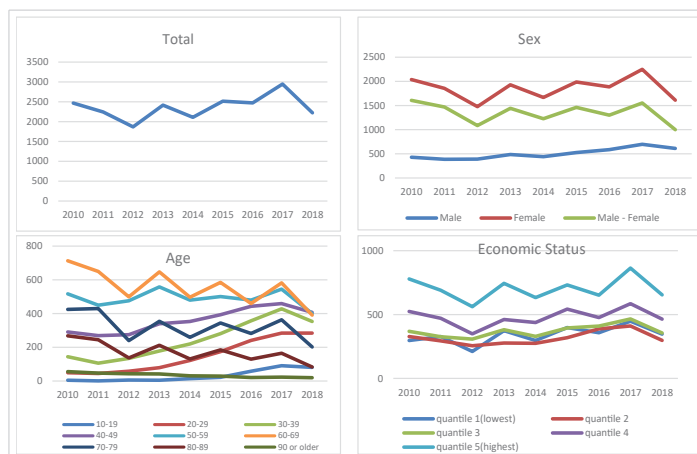 Total
3500
3000
2500
2000
1500
1000
500
0
2010 2011 2012 2013 2014 2015 2016 2017 2018
Sex
2500
2000
1500
1000
500
0
2010 2011 2012 2013 2014 2015 2016 2017 2018
Male Female Male - Female
Age
800
600
400
200
0
2010 2011 2012 2013 2014 2015 2016 2017 2018
10-19 20-29 30-39
40-49 50-59 60-69
70-79 80-89 90 or older
Economic Status
1000
500
0
2010 2011 2012 2013 2014 2015 2016 2017 2018
quantile 1(lowest) quantile 2
quantile 3 quantile 4
quantile 5(highest)